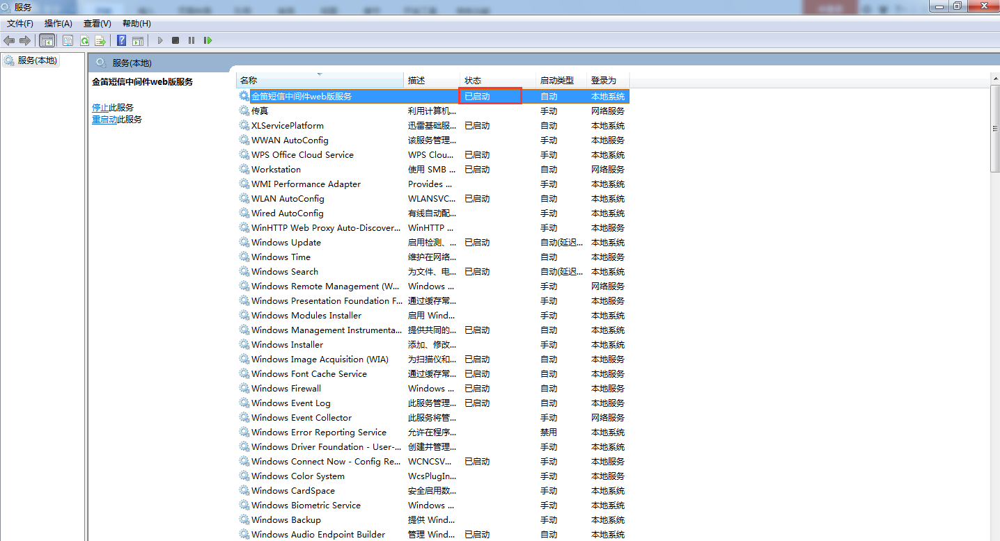 服务
文件(F) 操作(A) 查看(V) 帮助(H)
服务(本地)
服务(本地)
金笛短信中间件web版服务
停止此服务
重启动此服务
名称 描述 状态 启动类型 登录为
金笛短信中间件web版服务 已启动 自动 本地系统
传真 利用计算机... 手动 网络服务
XLServicePlatform 迅雷基础服... 已启动 自动 本地系统
WWAN AutoConfig 该服务管理... 手动 本地服务
WPS Office Cloud Service WPS Clou... 已启动 手动 本地系统
Workstation 使用 SMB ... 已启动 自动 网络服务
WMI Performance Adapter Provides ... 手动 本地系统
WLAN AutoConfig WLANSVC... 已启动 自动 本地系统
Wired AutoConfig 有线自动配... 手动 本地系统
WinHTTP Web Proxy Auto-Discover... WinHTTP ... 手动 本地服务
Windows Update 启用检测、... 已启动 自动(延迟... 本地系统
Windows Time 维护在网络... 自动 本地服务
Windows Search 为文件、电... 已启动 自动(延迟... 本地系统
Windows Remote Management (W... Windows ... 手动 网络服务
Windows Presentation Foundation F... 通过缓存常... 手动 本地服务
Windows Modules Installer 启用 Wind... 手动 本地系统
Windows Management Instrumenta... 提供共同的... 已启动 自动 本地系统
Windows Installer 添加、修改... 手动 本地系统
Windows Image Acquisition (WIA) 为扫描仪和... 已启动 自动 本地服务
Windows Font Cache Service 通过缓存常... 已启动 自动 本地服务
Windows Firewall Windows ... 已启动 自动 本地服务
Windows Event Log 此服务管理... 已启动 自动 本地服务
Windows Event Collector 此服务将管... 手动 网络服务
Windows Error Reporting Service 允许在程序... 禁用 本地系统
Windows Driver Foundation - User-... 创建并管理... 手动 本地系统
Windows Connect Now - Config Re... WCNCSV... 已启动 手动 本地服务
Windows Color System WcsPlugIn... 手动 本地服务
Windows CardSpace 安全启用数... 手动 本地系统
Windows Biometric Service Windows ... 手动 本地系统
Windows Backup 提供 Wind... 手动 本地系统
Windows Audio Endpoint Builder 管理 Wind... 已启动 自动 本地系统